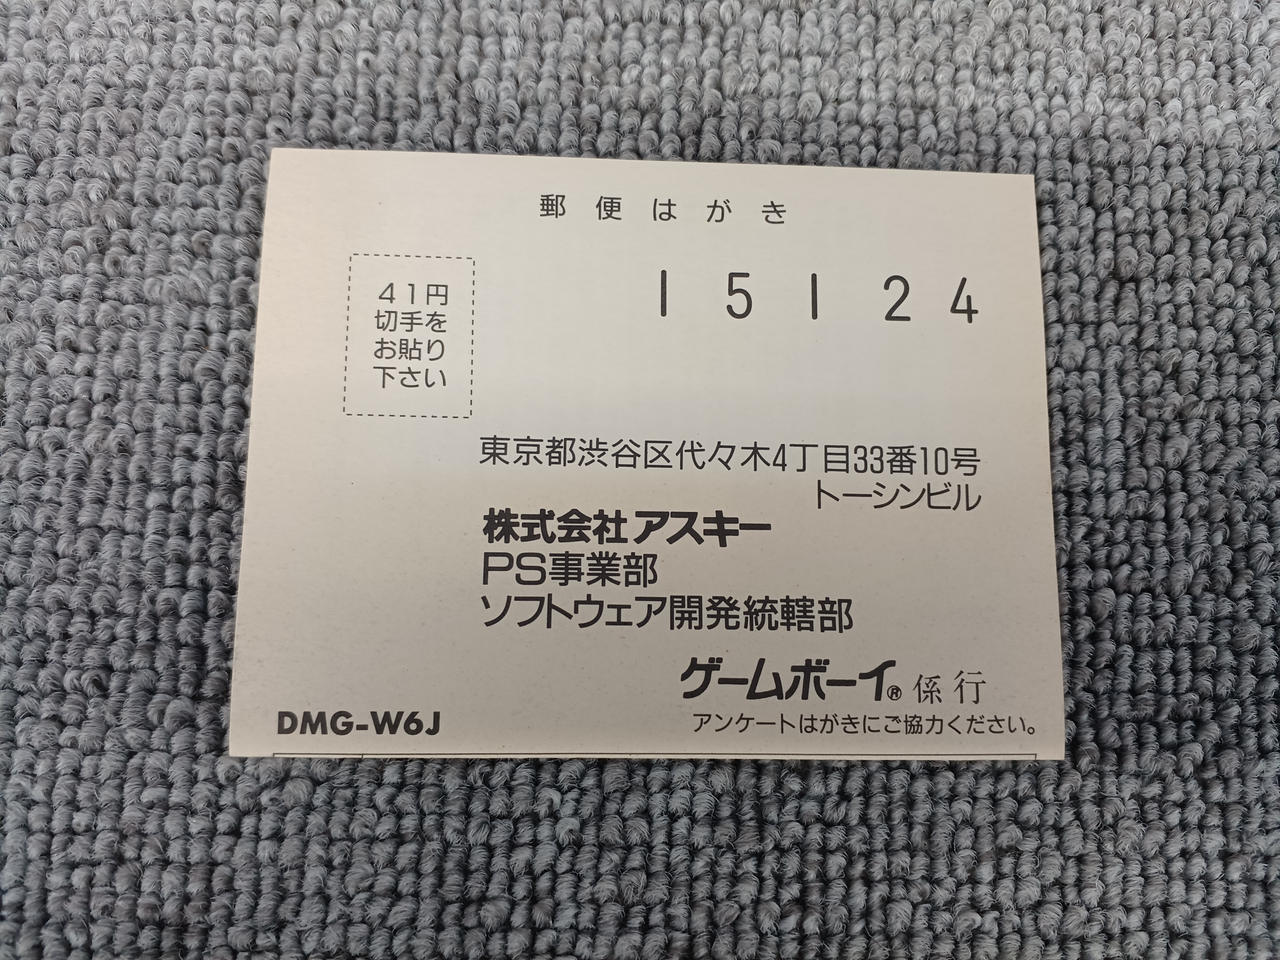 郵便はがき
41円
切手を
お貼り
下さい
15124
東京都渋谷区代々木4丁目33番10号
トーシンビル
株式会社アスキー
PS事業部
ソフトウェア開発統轄部
ゲームボーイ® 係行
DMG-W6J
アンケートはがきにご協力ください。